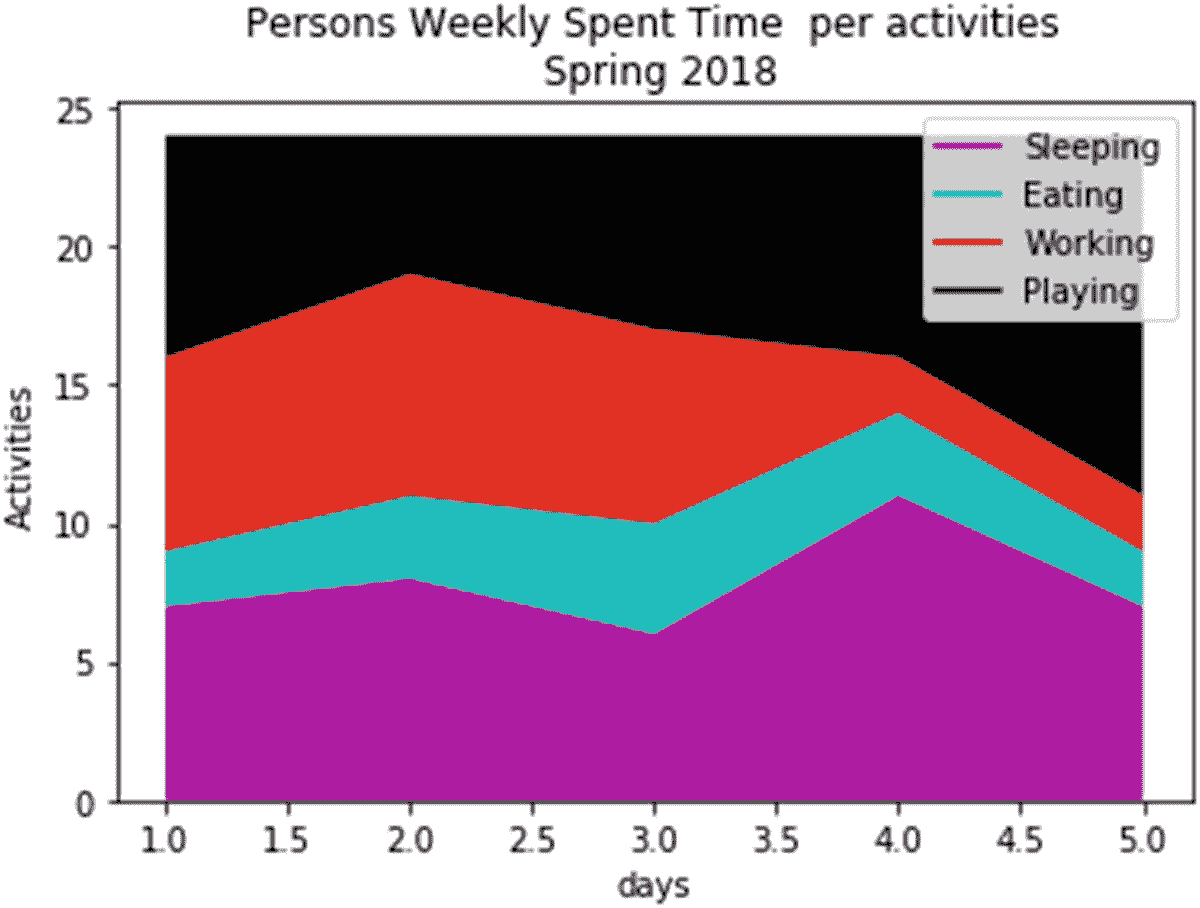 Persons Weekly Spent Time  per activities
Spring 2018
25
20
15
10
5
0
Activities
Sleeping
Eating
Working
Playing
1.0 1.5 2.0 2.5 3.0 3.5 4.0 4.5 5.0
days